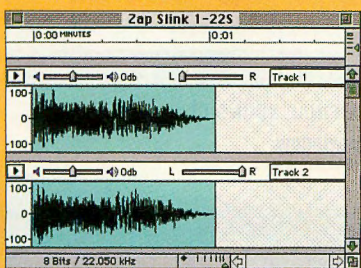 Zap Slink 1-22S
0:00 MINUTES 0:01
0db L R Track 1
100-
0-
-100-
0db L R Track 2
100-
0-
-100-
8 Bits / 22.050 kHz